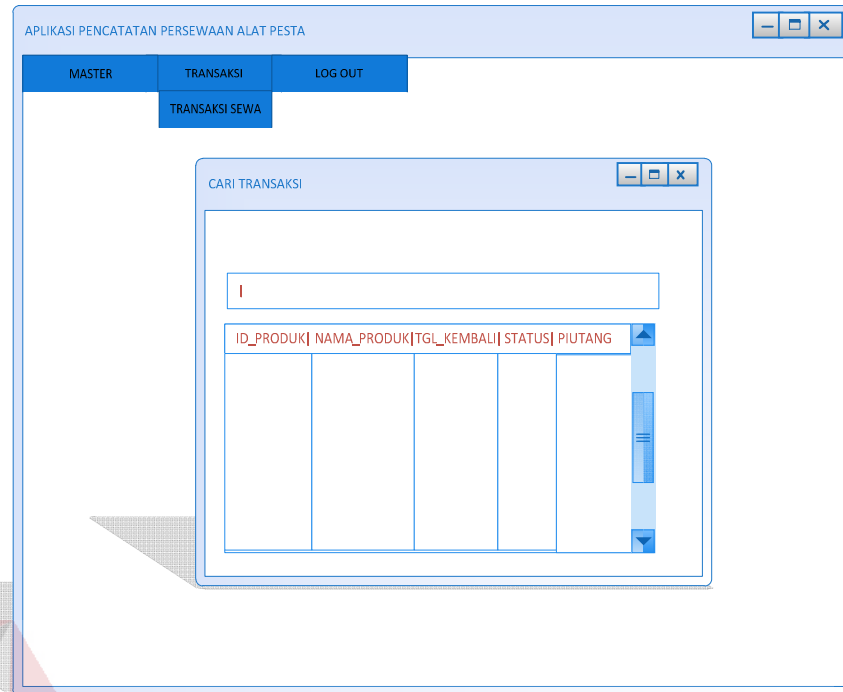 APLIKASI PENCATATAN PERSEWAAN ALAT PESTA
MASTER TRANSAKSI LOG OUT
TRANSAKSI SEWA
CARI TRANSAKSI
ID_PRODUK| NAMA_PRODUK|TGL_KEMBALI| STATUS| PIUTANG